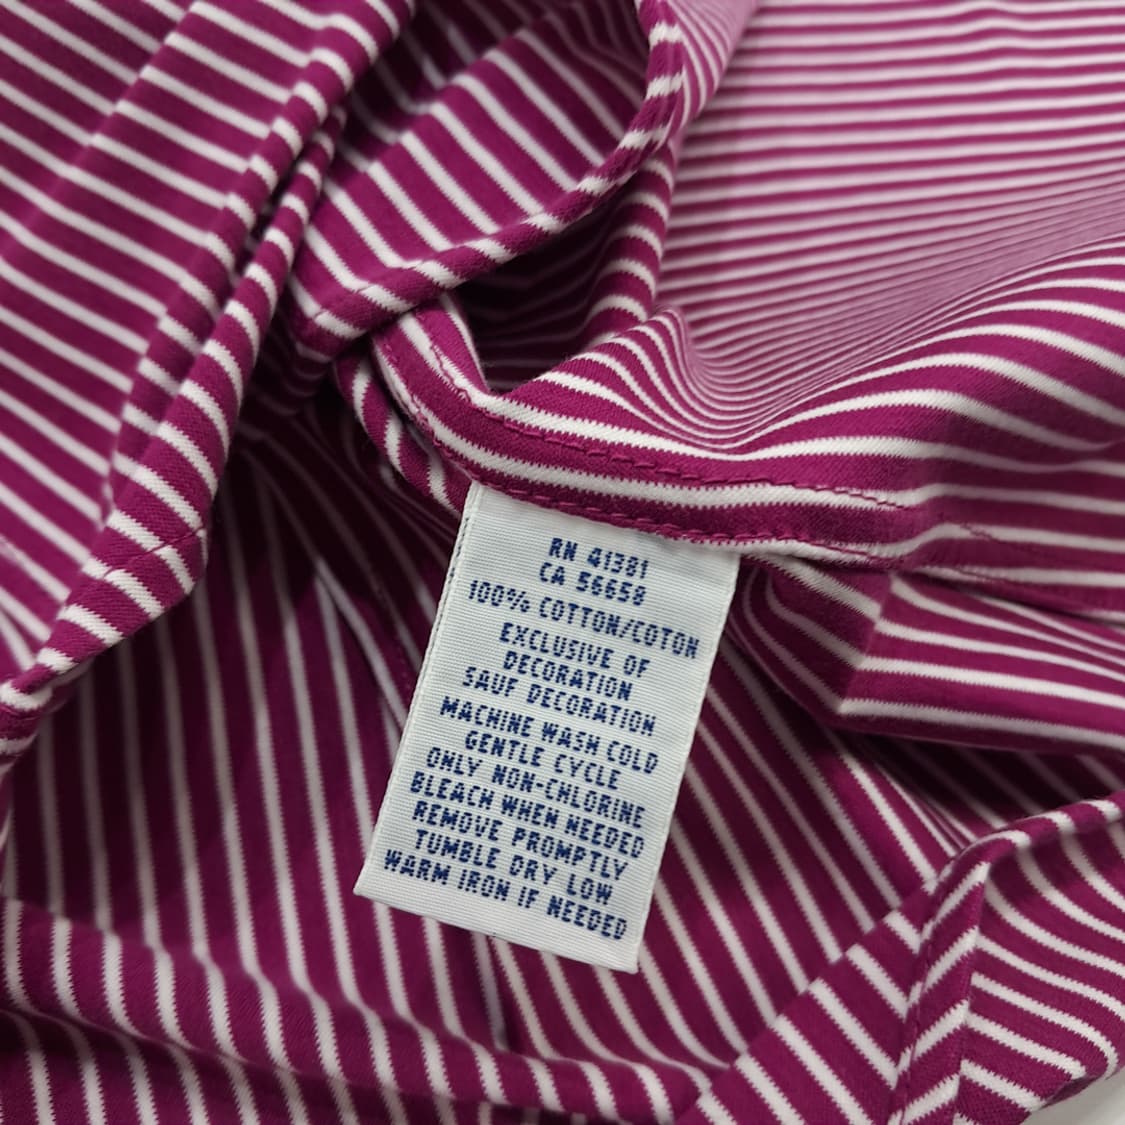 RN 41381
CA 56658
100% COTTON/COTON
EXCLUSIVE OF
DECORATION
SAUF DECORATION
MACHINE WASH COLD
GENTLE CYCLE
ONLY NON-CHLORINE
BLEACH WHEN NEEDED
REMOVE PROMPTLY
TUMBLE DRY LOW
WARM IRON IF NEEDED